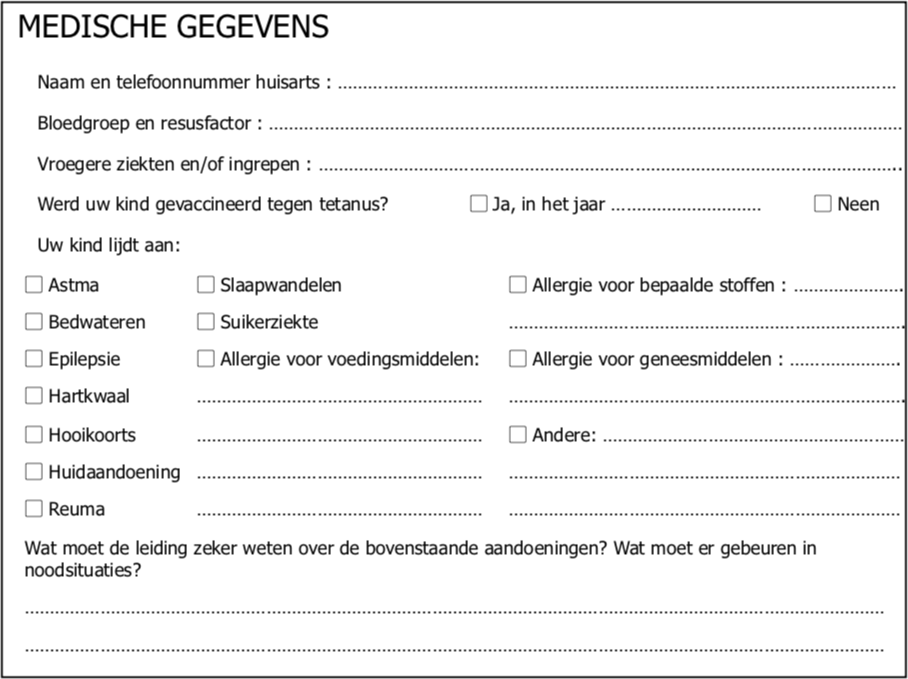 MEDISCHE GEGEVENS
Naam en telefoonnummer huisarts : ....................................................................................................
Bloedgroep en resusfactor : ....................................................................................................
Vroegere ziekten en/of ingrepen : ....................................................................................................
Werd uw kind gevaccineerd tegen tetanus? ☐ Ja, in het jaar .............................. ☐ Neen
Uw kind lijdt aan:
☐ Astma ☐ Slaapwandelen ☐ Allergie voor bepaalde stoffen : ......................
☐ Bedwateren ☐ Suikerziekte ..............................................................................
☐ Epilepsie ☐ Allergie voor voedingsmiddelen: ☐ Allergie voor geneesmiddelen : ......................
☐ Hartkwaal ......................................................... ..............................................................................
☐ Hooikoorts ......................................................... ☐ Andere: ............................................................
☐ Huidaandoening ......................................................... ..............................................................................
☐ Reuma ......................................................... ..............................................................................
Wat moet de leiding zeker weten over de bovenstaande aandoeningen? Wat moet er gebeuren in
noodsituaties?
....................................................................................................
....................................................................................................